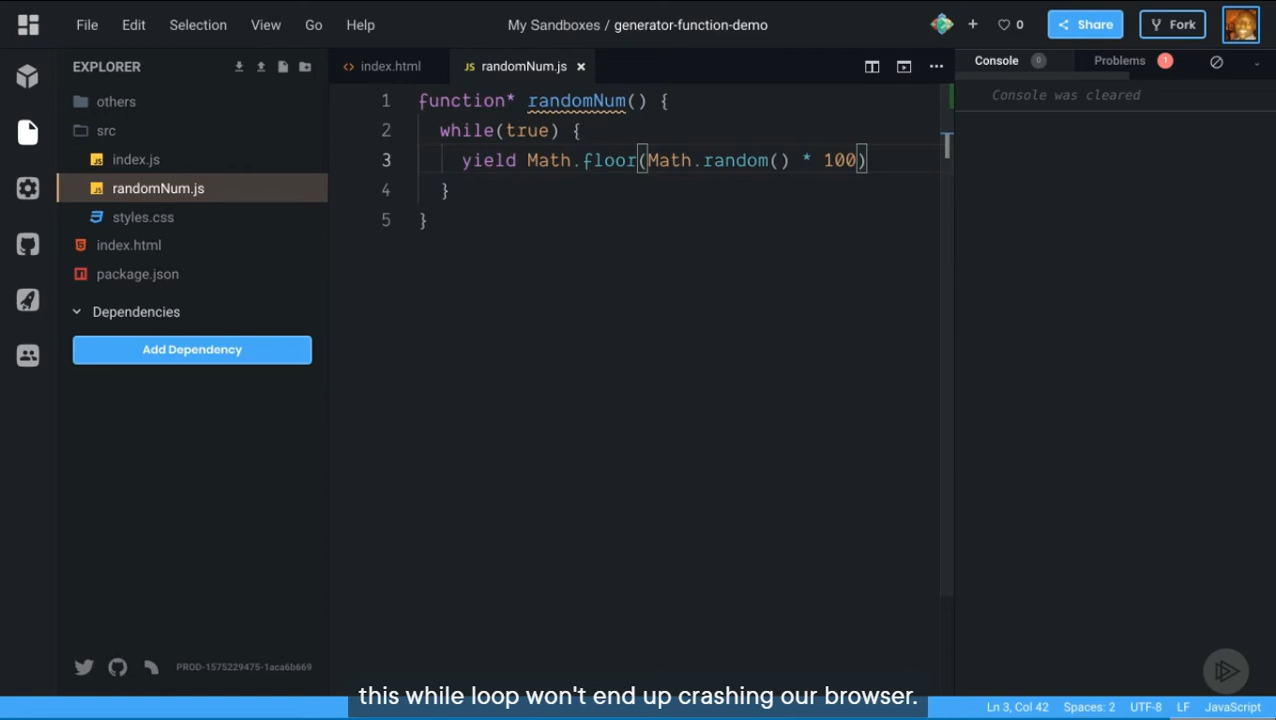 File Edit Selection View Go Help My Sandboxes / generator-function-demo 0 Share Fork
EXPLORER
others
src
index.js
randomNum.js
styles.css
index.html
package.json
Dependencies
Add Dependency
PROD-1575229475-1aca6b669
index.html JS randomNum.js ×
1 function* randomNum() {
2 while(true) {
3 yield Math.floor(Math.random() * 100)
4 }
5 }
Console 0 Problems 1
Console was cleared
this while loop won't end up crashing our browser.
Ln 3, Col 42 Spaces: 2 UTF-8 LF JavaScript